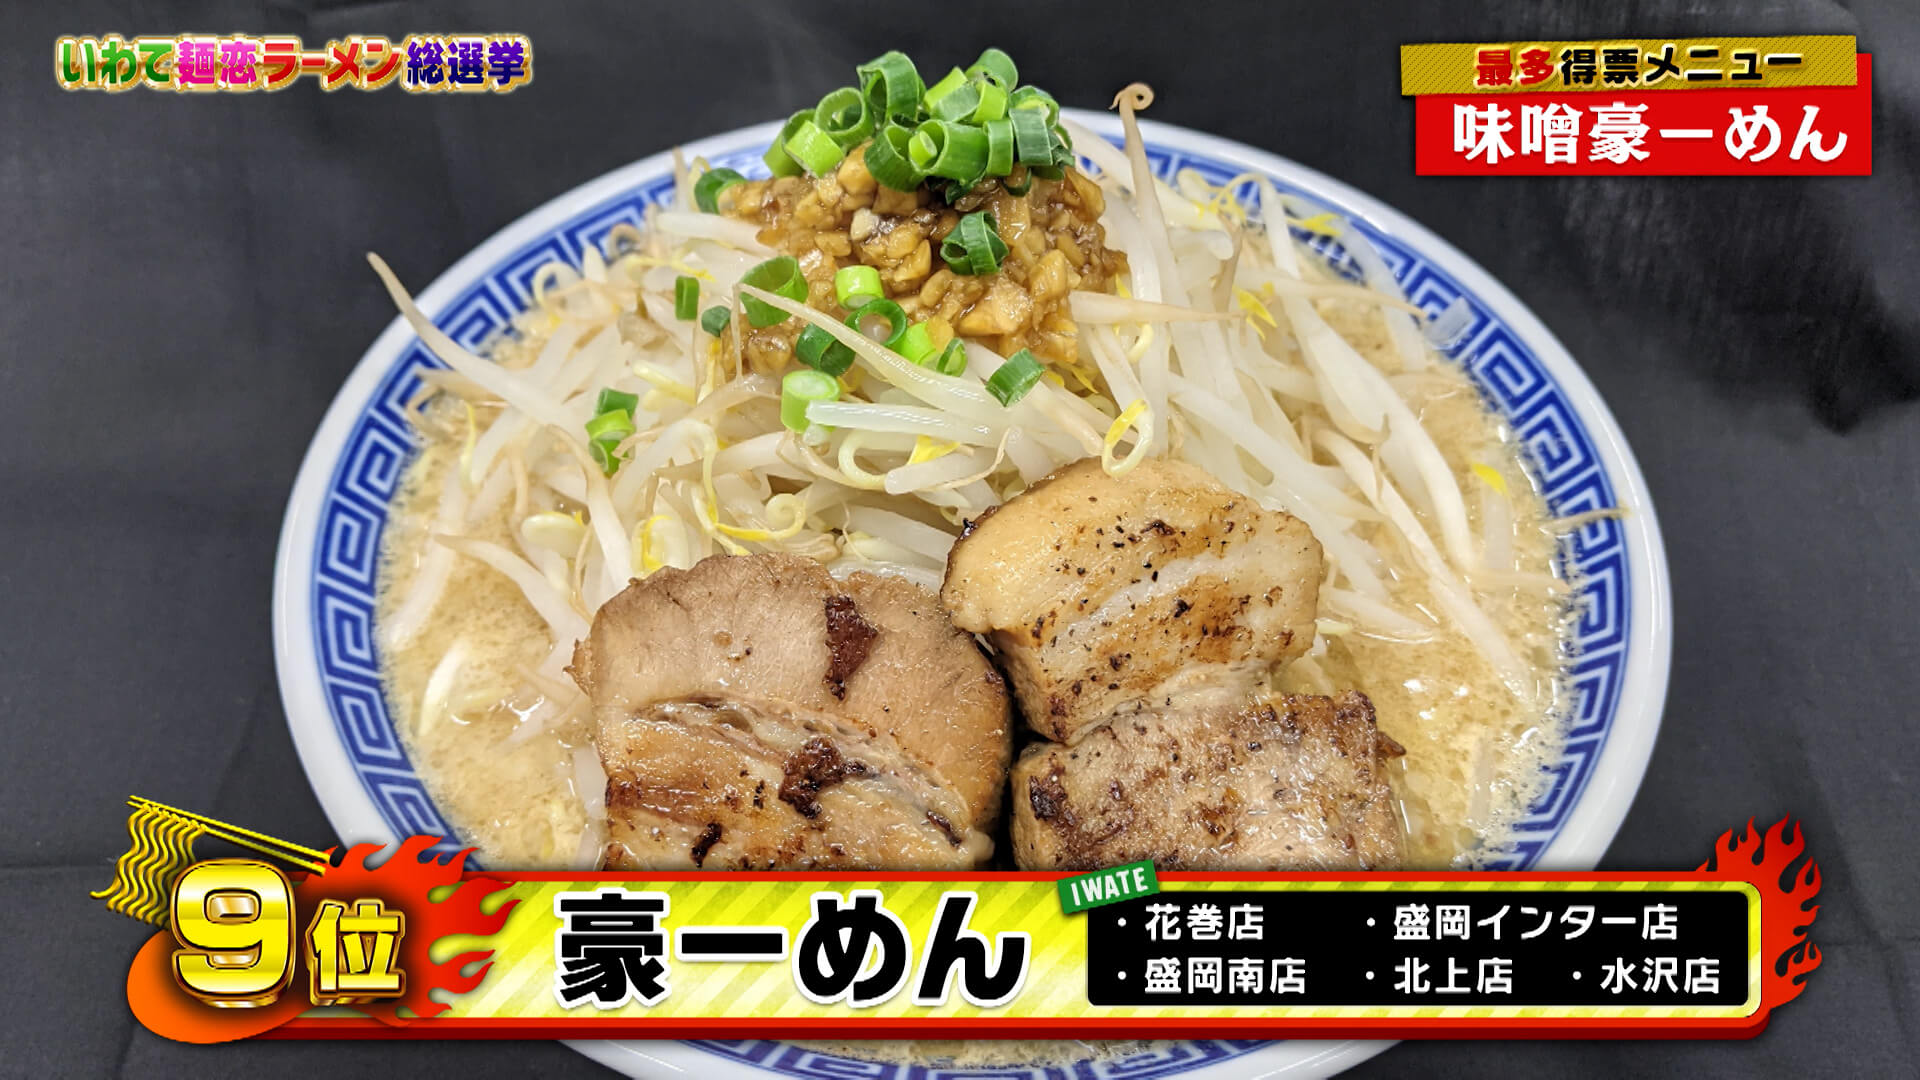 いわて麺恋ラーメン総選挙
最多得票メニュー
味噌豪ーめん
9位
豪ーめん
IWATE
・花巻店 ・盛岡インター店
・盛岡南店 ・北上店 ・水沢店